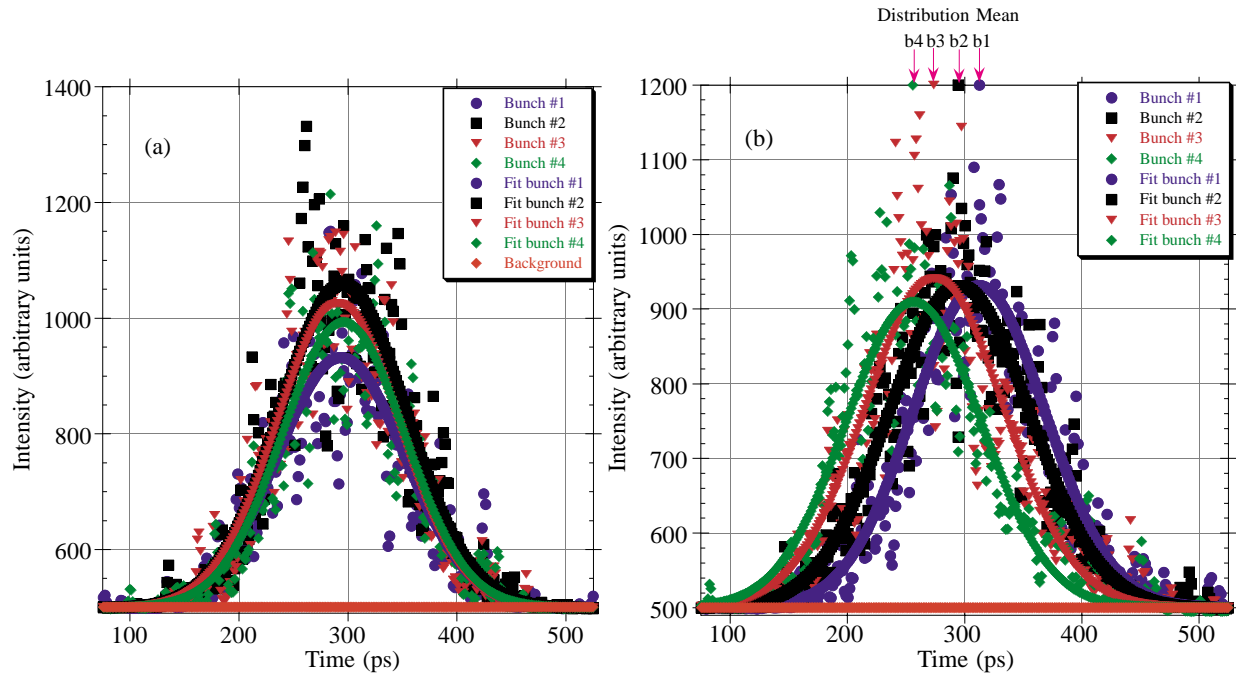 Distribution Mean
b4 b3 b2 b1
(a)
Intensity (arbitrary units)
1400
1200
1000
800
600
100 200 300 400 500
Time (ps)
Bunch #1
Bunch #2
Bunch #3
Bunch #4
Fit bunch #1
Fit bunch #2
Fit bunch #3
Fit bunch #4
Background
(b)
Intensity (arbitrary units)
1200
1100
1000
900
800
700
600
500
100 200 300 400 500
Time (ps)
Bunch #1
Bunch #2
Bunch #3
Bunch #4
Fit bunch #1
Fit bunch #2
Fit bunch #3
Fit bunch #4